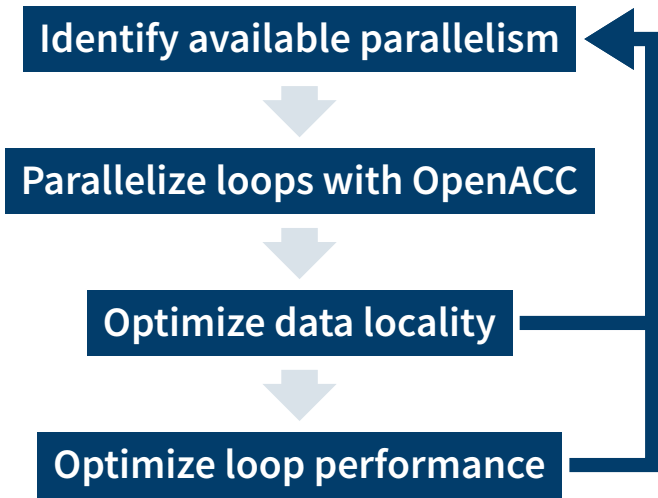 Identify available parallelism
Parallelize loops with OpenACC
Optimize data locality
Optimize loop performance